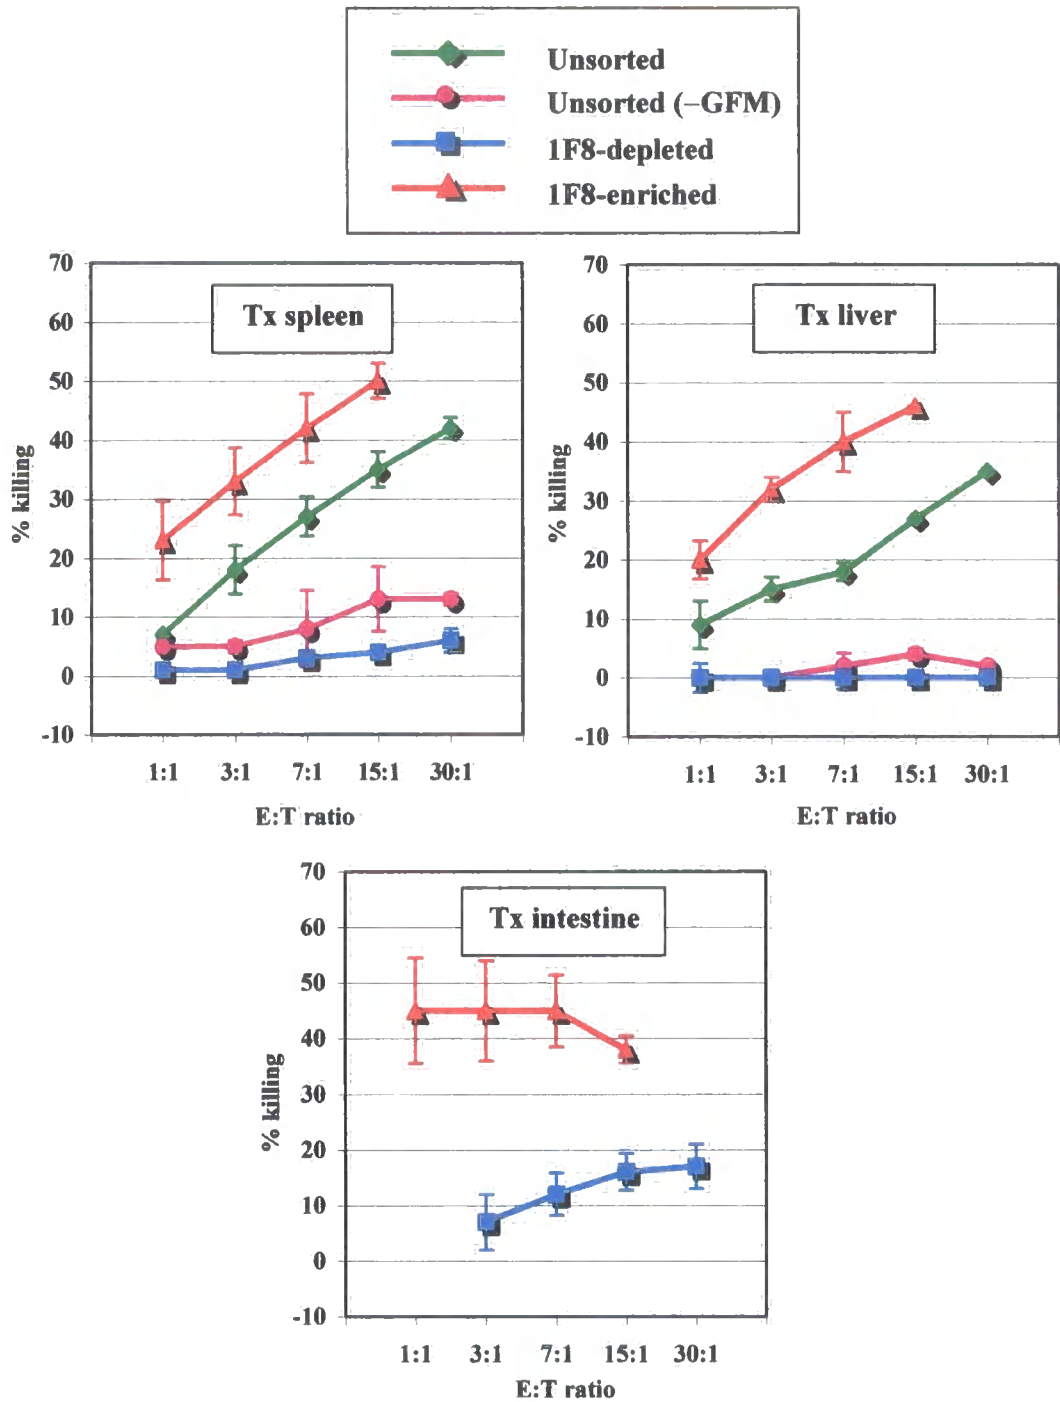 Unsorted
Unsorted (–GFM)
1F8-depleted
1F8-enriched
Tx spleen
70
60
50
40
30
20
10
0
-10
% killing
1:1 3:1 7:1 15:1 30:1
E:T ratio
Tx liver
70
60
50
40
30
20
10
0
-10
% killing
1:1 3:1 7:1 15:1 30:1
E:T ratio
Tx intestine
70
60
50
40
30
20
10
0
-10
% killing
1:1 3:1 7:1 15:1 30:1
E:T ratio